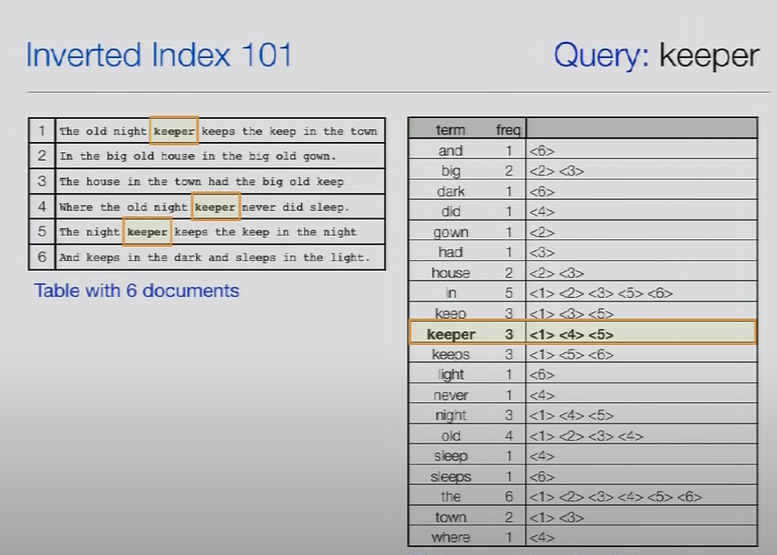 Inverted Index 101
Query: keeper
1 The old night keeper keeps the keep in the town
2 In the big old house in the big old gown.
3 The house in the town had the big old keep
4 Where the old night keeper never did sleep.
5 The night keeper keeps the keep in the night
6 And keeps in the dark and sleeps in the light.
Table with 6 documents
term freq
and 1 <6>
big 2 <2> <3>
dark 1 <6>
did 1 <4>
gown 1 <2>
had 1 <3>
house 2 <2> <3>
in 5 <1> <2> <3> <5> <6>
keep 3 <1> <3> <5>
keeper 3 <1> <4> <5>
keeps 3 <1> <5> <6>
light 1 <6>
never 1 <4>
night 3 <1> <4> <5>
old 4 <1> <2> <3> <4>
sleep 1 <4>
sleeps 1 <6>
the 6 <1> <2> <3> <4> <5> <6>
town 2 <1> <3>
where 1 <4>